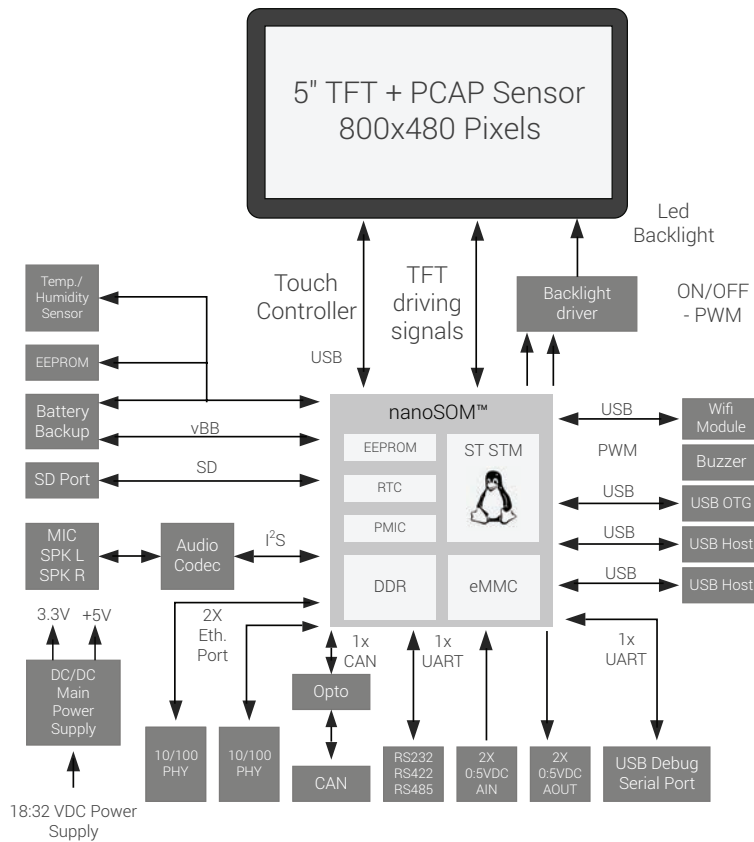 5" TFT + PCAP Sensor
800x480 Pixels
Led
Backlight
Temp./
Humidity
Sensor
Touch
Controller
TFT
driving
signals
Backlight
driver
ON/OFF
- PWM
USB
EEPROM
Battery
Backup
vBB
SD Port
SD
nanoSOM™
EEPROM
RTC
PMIC
ST STM
DDR
eMMC
USB
Wifi
Module
PWM
Buzzer
USB
USB OTG
USB
USB Host
USB
USB Host
MIC
SPK L
SPK R
Audio
Codec
I²S
3.3V
+5V
2X
Eth.
Port
1x
CAN
1x
UART
1x
UART
DC/DC
Main
Power
Supply
Opto
10/100
PHY
10/100
PHY
CAN
RS232
RS422
RS485
2X
0:5VDC
AIN
2X
0:5VDC
AOUT
USB Debug
Serial Port
18:32 VDC Power
Supply